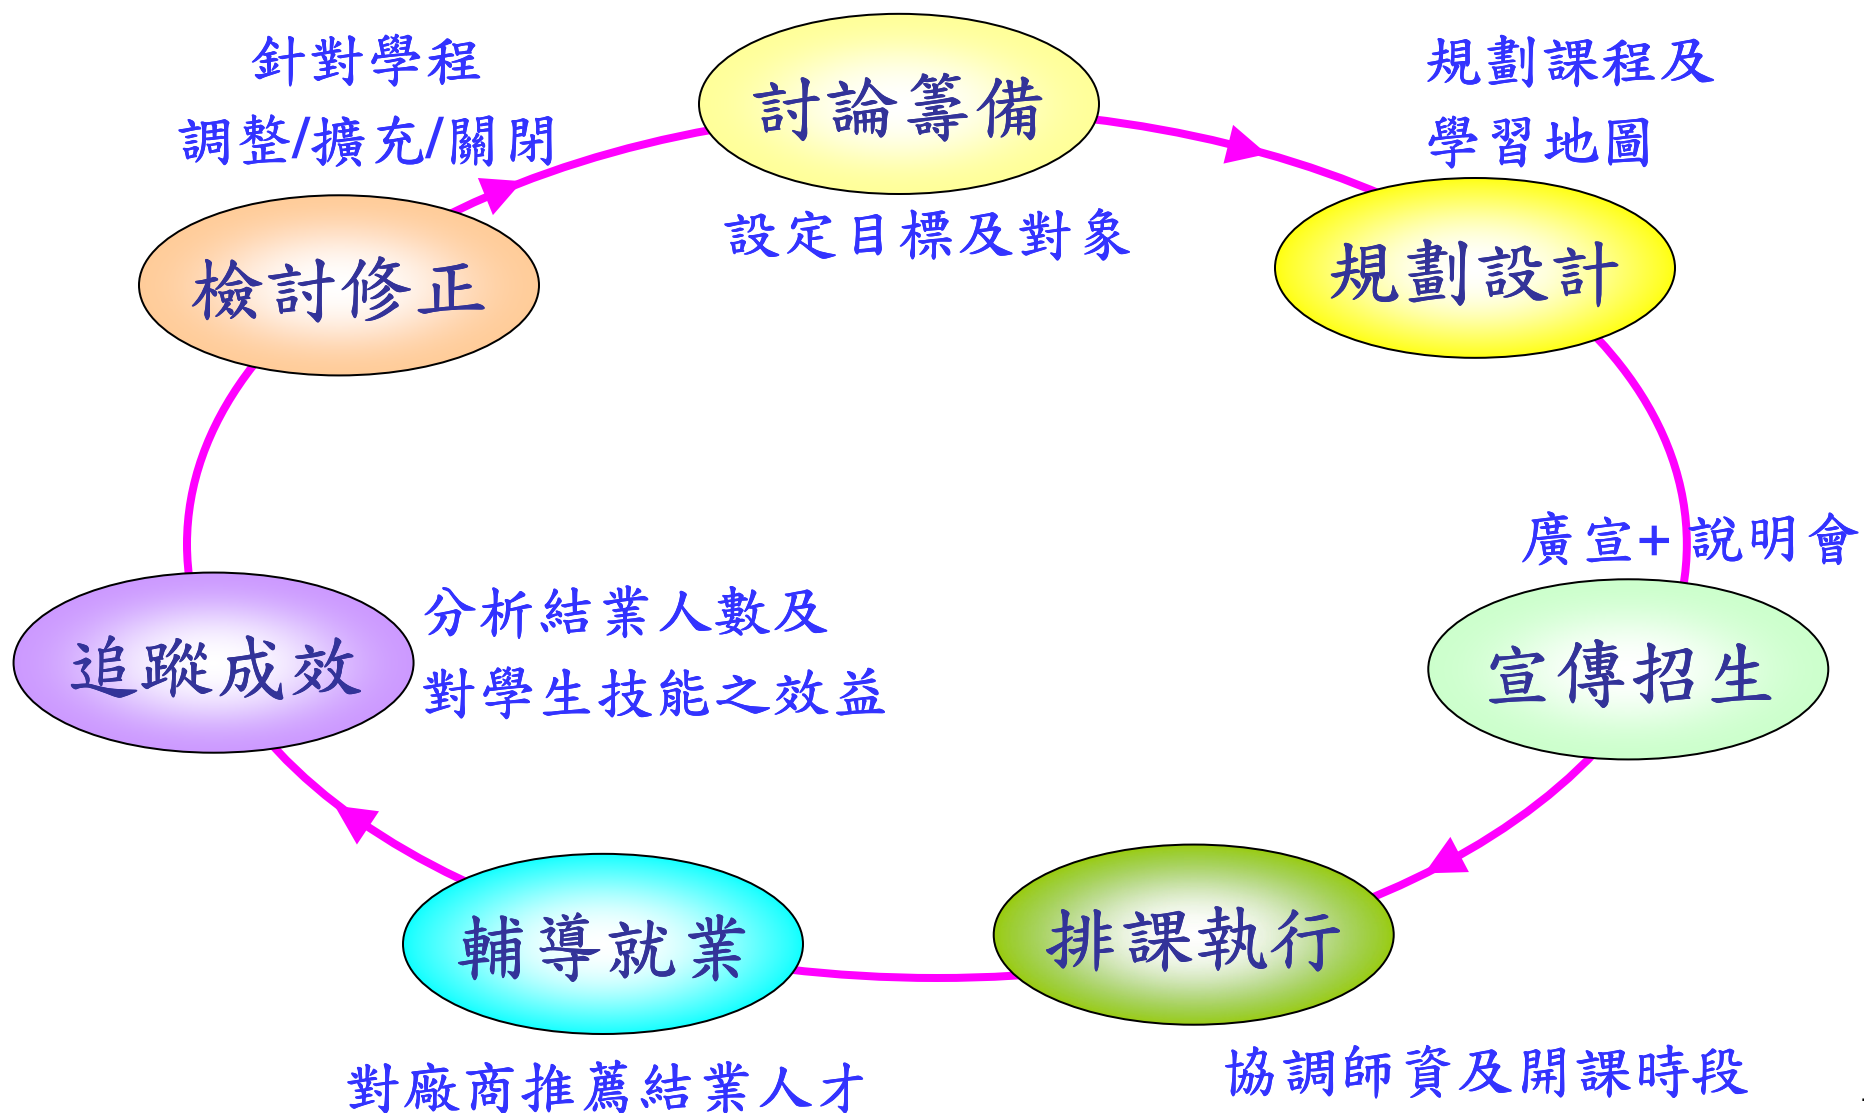 討論籌備
設定目標及對象
規劃課程及
學習地圖
規劃設計
廣宣+ 說明會
宣傳招生
排課執行
協調師資及開課時段
輔導就業
對廠商推薦結業人才
追蹤成效
分析結業人數及
對學生技能之效益
檢討修正
針對學程
調整/擴充/關閉